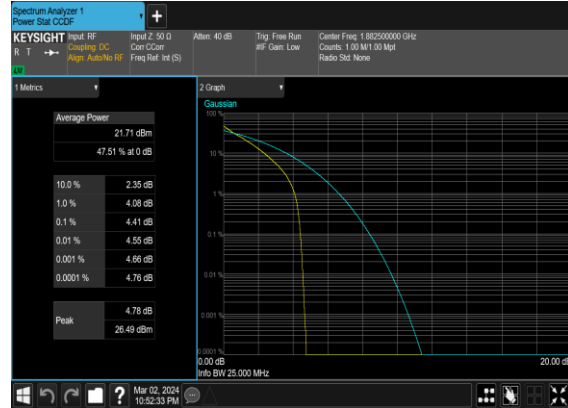 Spectrum Analyzer 1
Power Stat CCDF
+
KEYSIGHT
R T
LM
Input: RF
Coupling: DC
Align: Auto/No RF
Input Z: 50 Ω
Corr CCorr
Freq Ref: Int (S)
Atten: 40 dB
Trig: Free Run
#IF Gain: Low
Center Freq: 1.882500000 GHz
Counts: 1.00 M/1.00 Mpt
Radio Std: None
1 Metrics
Average Power
21.71 dBm
47.51 % at 0 dB
10.0 % 2.35 dB
1.0 % 4.08 dB
0.1 % 4.41 dB
0.01 % 4.55 dB
0.001 % 4.66 dB
0.0001 % 4.76 dB
Peak
4.78 dB
26.49 dBm
2 Graph
Gaussian
100 %
10 %
1 %
0.1 %
0.01 %
0.001 %
0.0001 %
0.00 dB
20.00 dB
Info BW 25.000 MHz
?
Mar 02, 2024
10:52:33 PM